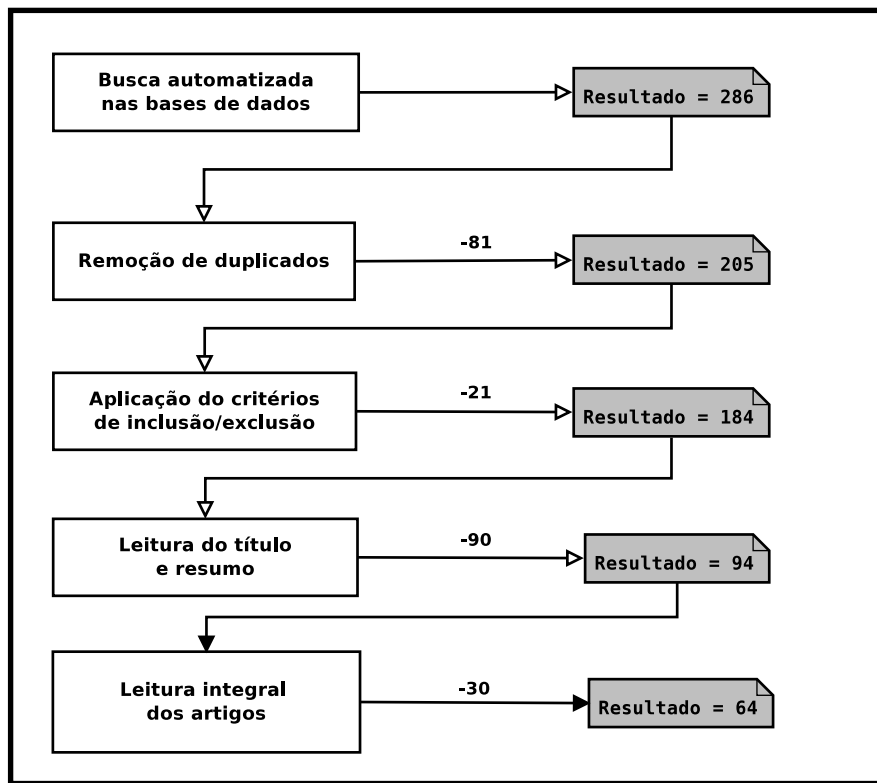 Busca automatizada
nas bases de dados
Resultado = 286
Remoção de duplicados
-81
Resultado = 205
Aplicação do critérios
de inclusão/exclusão
-21
Resultado = 184
Leitura do título
e resumo
-90
Resultado = 94
Leitura integral
dos artigos
-30
Resultado = 64